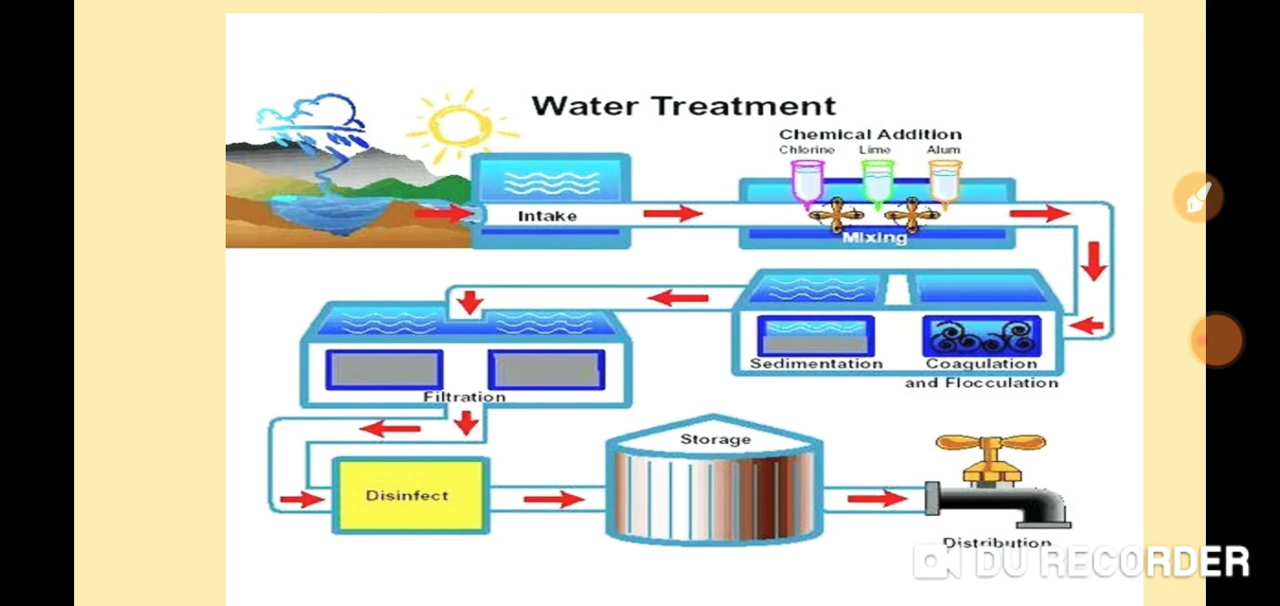 Water Treatment
Chemical Addition
Chlorine Lime Alum
Intake
Mixing
Sedimentation Coagulation
and Flocculation
Filtration
Storage
Disinfect
Distribution
DU RECORDER